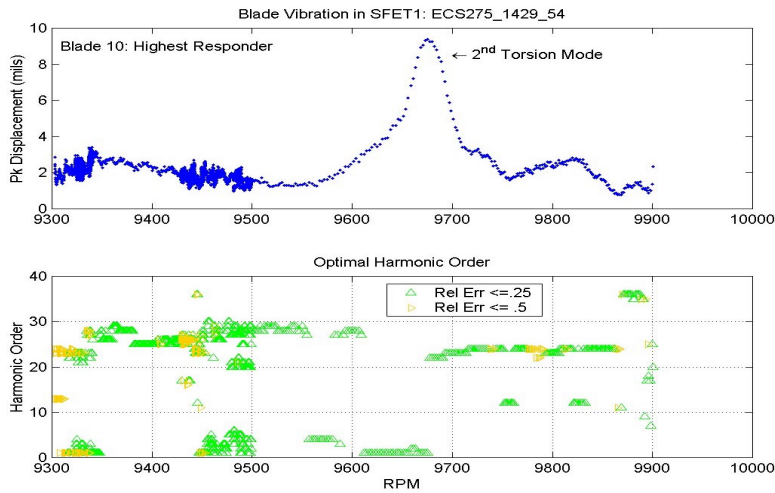 Blade Vibration in SFET1: ECS275_1429_54
Pk Displacement (mils)
10
8
6
4
2
0
Blade 10: Highest Responder
← 2nd Torsion Mode
9300 9400 9500 9600 9700 9800 9900 10000
Optimal Harmonic Order
Harmonic Order
40
30
20
10
0
Rel Err <=.25
Rel Err <= .5
9300 9400 9500 9600 9700 9800 9900 10000
RPM